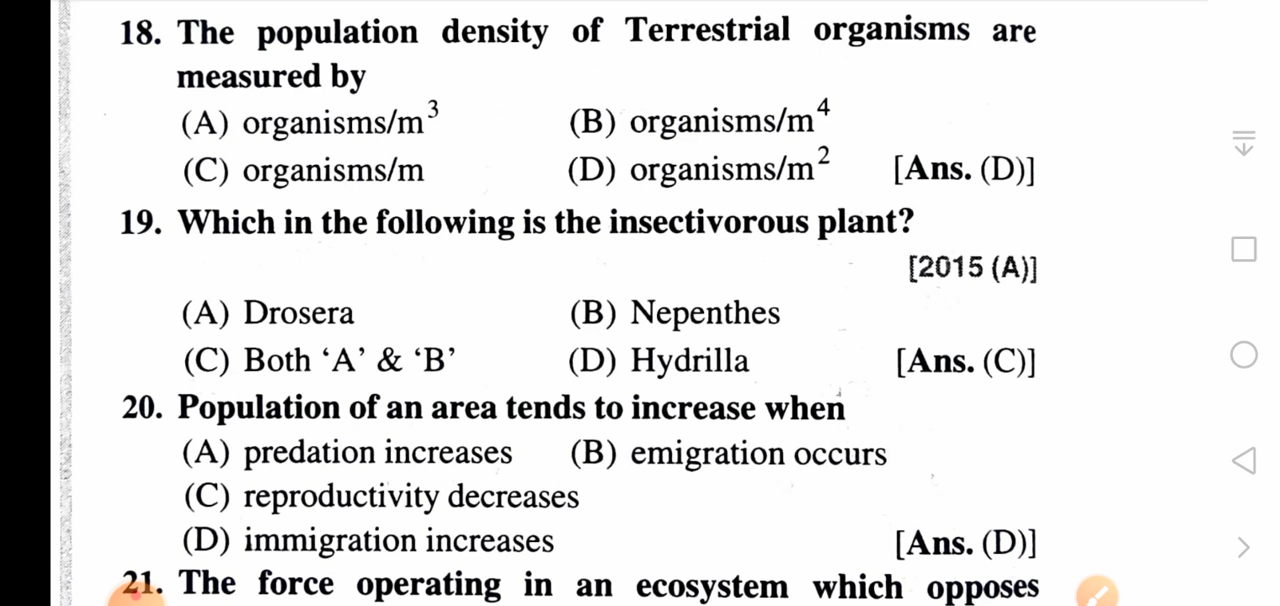 18. The population density of Terrestrial organisms are
measured by
(A) organisms/m³ (B) organisms/m⁴
(C) organisms/m (D) organisms/m² [Ans. (D)]
19. Which in the following is the insectivorous plant?
[2015 (A)]
(A) Drosera (B) Nepenthes
(C) Both ‘A’ & ‘B’ (D) Hydrilla [Ans. (C)]
20. Population of an area tends to increase when
(A) predation increases (B) emigration occurs
(C) reproductivity decreases
(D) immigration increases [Ans. (D)]
21. The force operating in an ecosystem which opposes